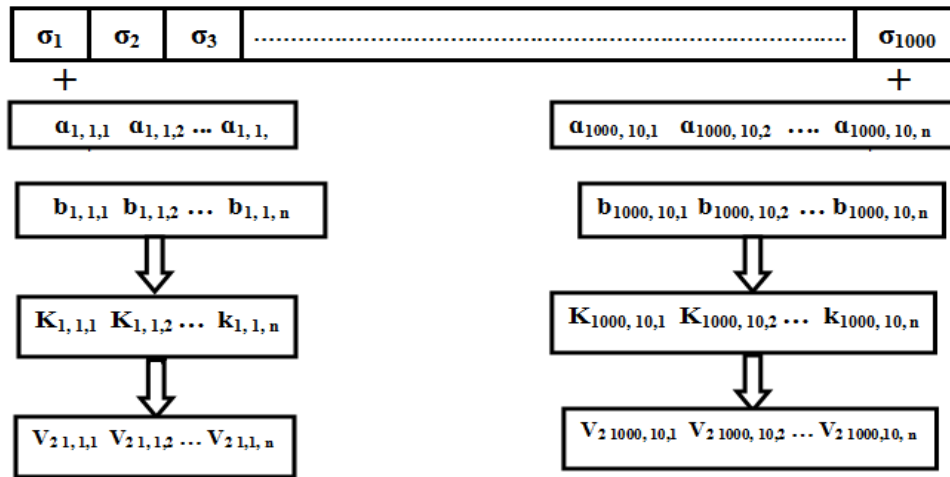 σ1 σ2 σ3 ........................................................................................................ σ1000
+ +
α1, 1,1 α1, 1,2 ... α1, 1, α1000, 10,1 α1000, 10,2 .... α1000, 10, n
b1, 1,1 b1, 1,2 ... b1, 1, n b1000, 10,1 b1000, 10,2 ... b1000, 10, n
K1, 1,1 K1, 1,2 ... k1, 1, n K1000, 10,1 K1000, 10,2 ... k1000, 10, n
V2 1, 1,1 V2 1, 1,2 ... V2 1,1, n V2 1000, 10,1 V2 1000, 10,2 ... V2 1000,10, n